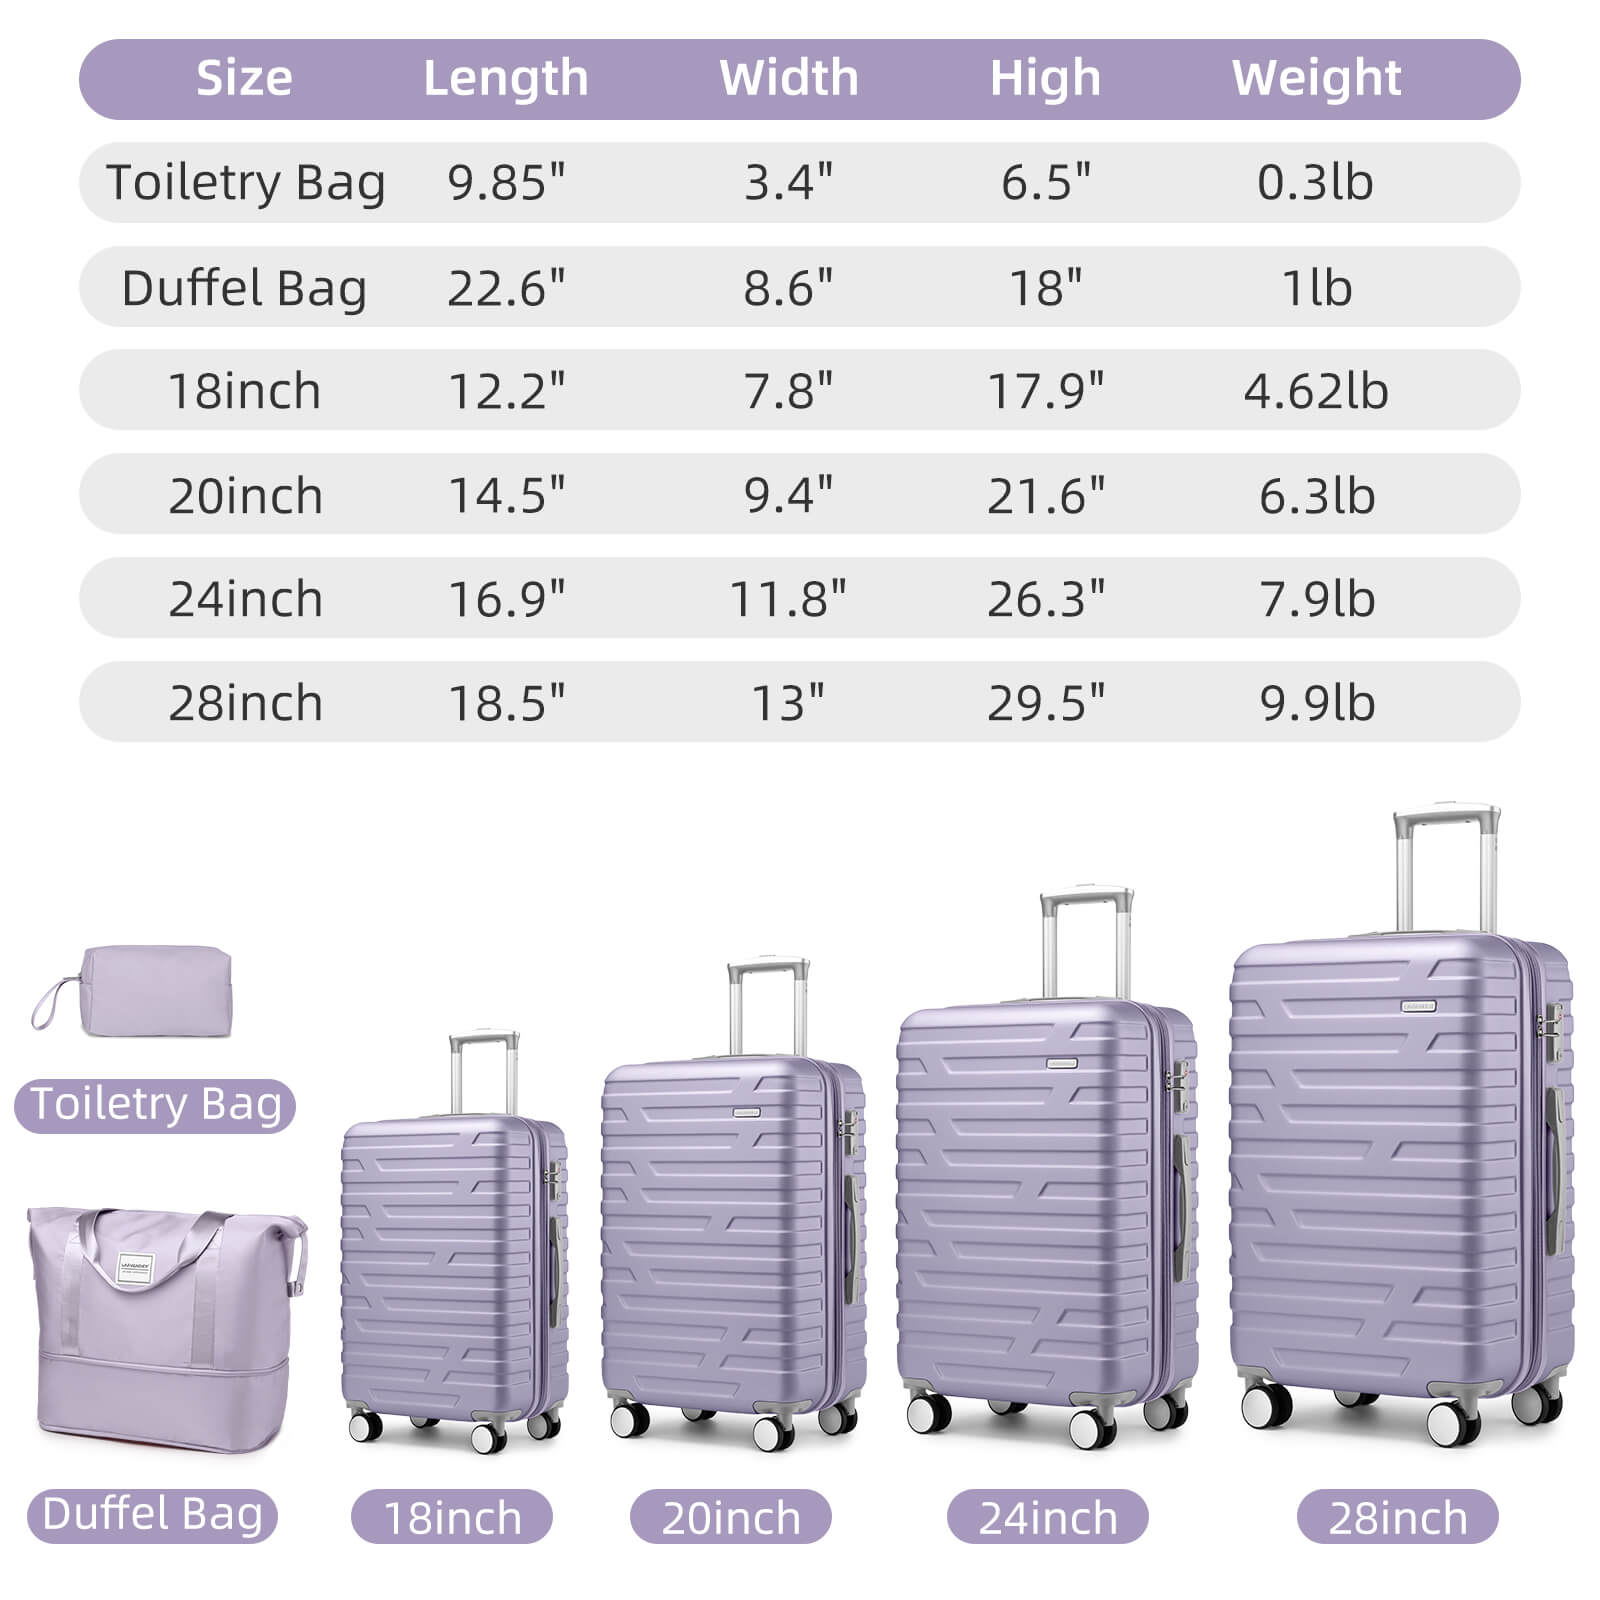 Size Length Width High Weight
Toiletry Bag 9.85" 3.4" 6.5" 0.3lb
Duffel Bag 22.6" 8.6" 18" 1lb
18inch 12.2" 7.8" 17.9" 4.62lb
20inch 14.5" 9.4" 21.6" 6.3lb
24inch 16.9" 11.8" 26.3" 7.9lb
28inch 18.5" 13" 29.5" 9.9lb
Toiletry Bag
Duffel Bag
18inch
20inch
24inch
28inch